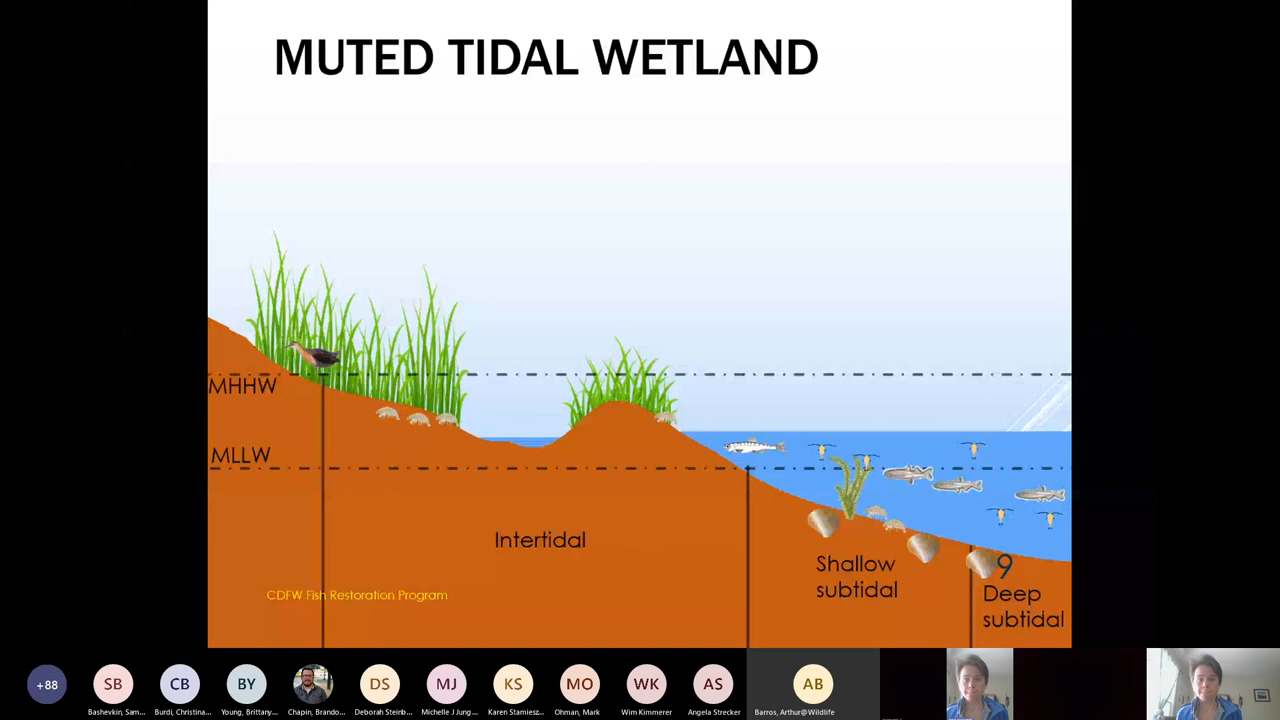 MUTED TIDAL WETLAND
MHHW
MLLW
Intertidal
Shallow
subtidal
9
Deep
subtidal
CDFW Fish Restoration Program
+88
SB
CB
BY
DS
MJ
KS
MO
WK
AS
AB
Bashevkin, Sam...
Burdi, Christina...
Young, Brittany...
Chapin, Brando...
Deborah Steinb...
Michelle J Jung...
Karen Stamiesz...
Ohman, Mark
Wim Kimmerer
Angela Strecker
Barros, Arthur@Wildlife